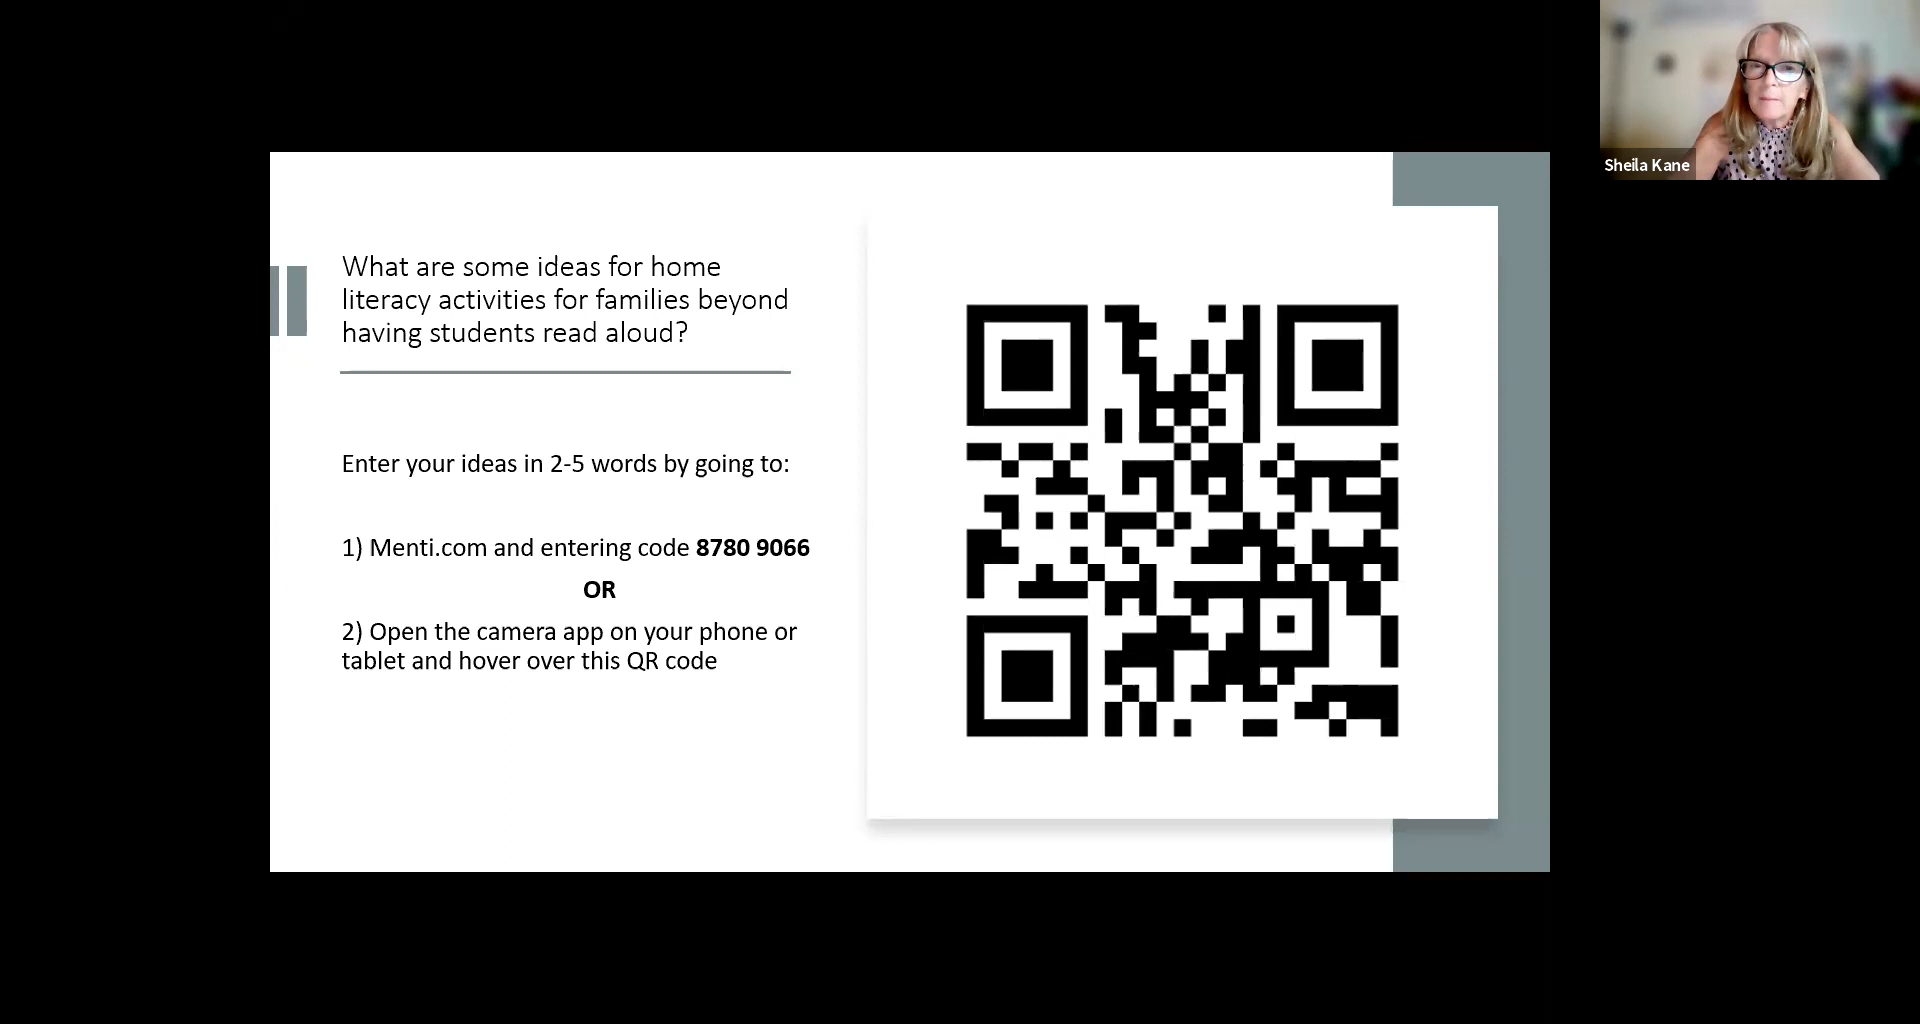 What are some ideas for home
literacy activities for families beyond
having students read aloud?
Enter your ideas in 2-5 words by going to:
1) Menti.com and entering code 8780 9066
OR
2) Open the camera app on your phone or
tablet and hover over this QR code
Sheila Kane